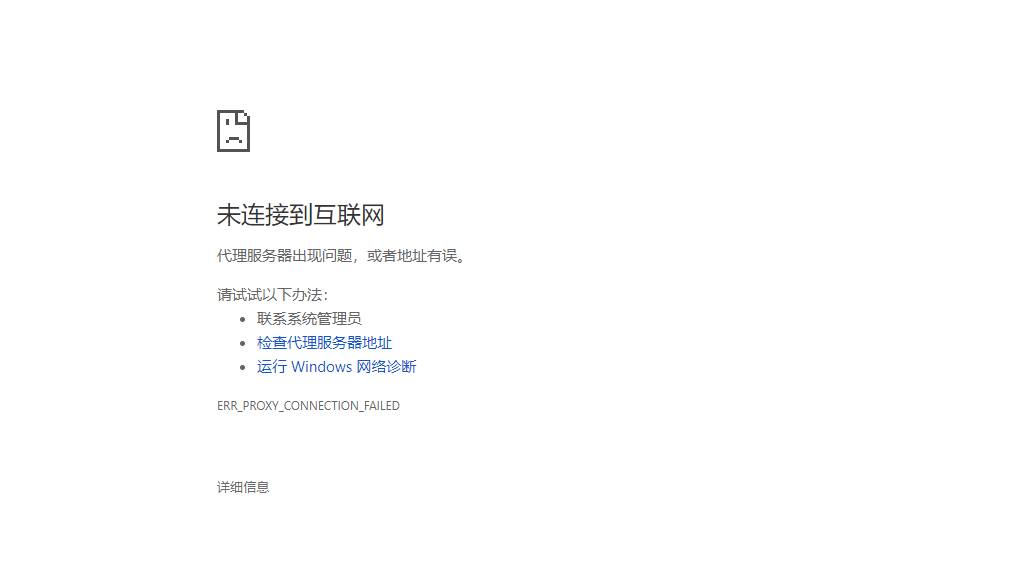 未连接到互联网
代理服务器出现问题，或者地址有误。
请试试以下办法：
联系系统管理员
检查代理服务器地址
运行 Windows 网络诊断
ERR_PROXY_CONNECTION_FAILED
详细信息